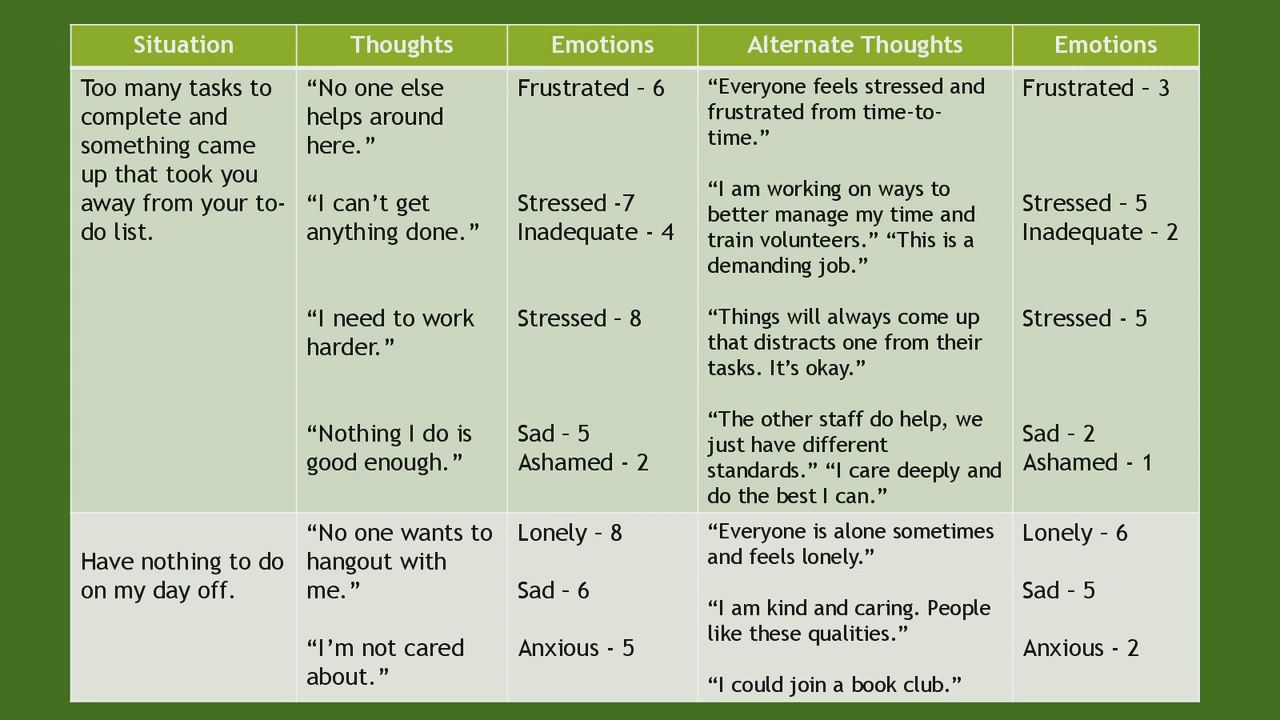 Situation
Thoughts
Emotions
Alternate Thoughts
Emotions
Too many tasks to
complete and
something came
up that took you
away from your to-
do list.
“No one else
helps around
here.”
“I can’t get
anything done.”
“I need to work
harder.”
“Nothing I do is
good enough.”
Frustrated – 6
Stressed -7
Inadequate - 4
Stressed – 8
Sad – 5
Ashamed - 2
“Everyone feels stressed and
frustrated from time-to-
time.”
“I am working on ways to
better manage my time and
train volunteers.” “This is a
demanding job.”
“Things will always come up
that distracts one from their
tasks. It’s okay.”
“The other staff do help, we
just have different
standards.” “I care deeply and
do the best I can.”
Frustrated – 3
Stressed – 5
Inadequate – 2
Stressed - 5
Sad – 2
Ashamed - 1
Have nothing to do
on my day off.
“No one wants to
hangout with
me.”
“I’m not cared
about.”
Lonely – 8
Sad – 6
Anxious - 5
“Everyone is alone sometimes
and feels lonely.”
“I am kind and caring. People
like these qualities.”
“I could join a book club.”
Lonely – 6
Sad – 5
Anxious - 2